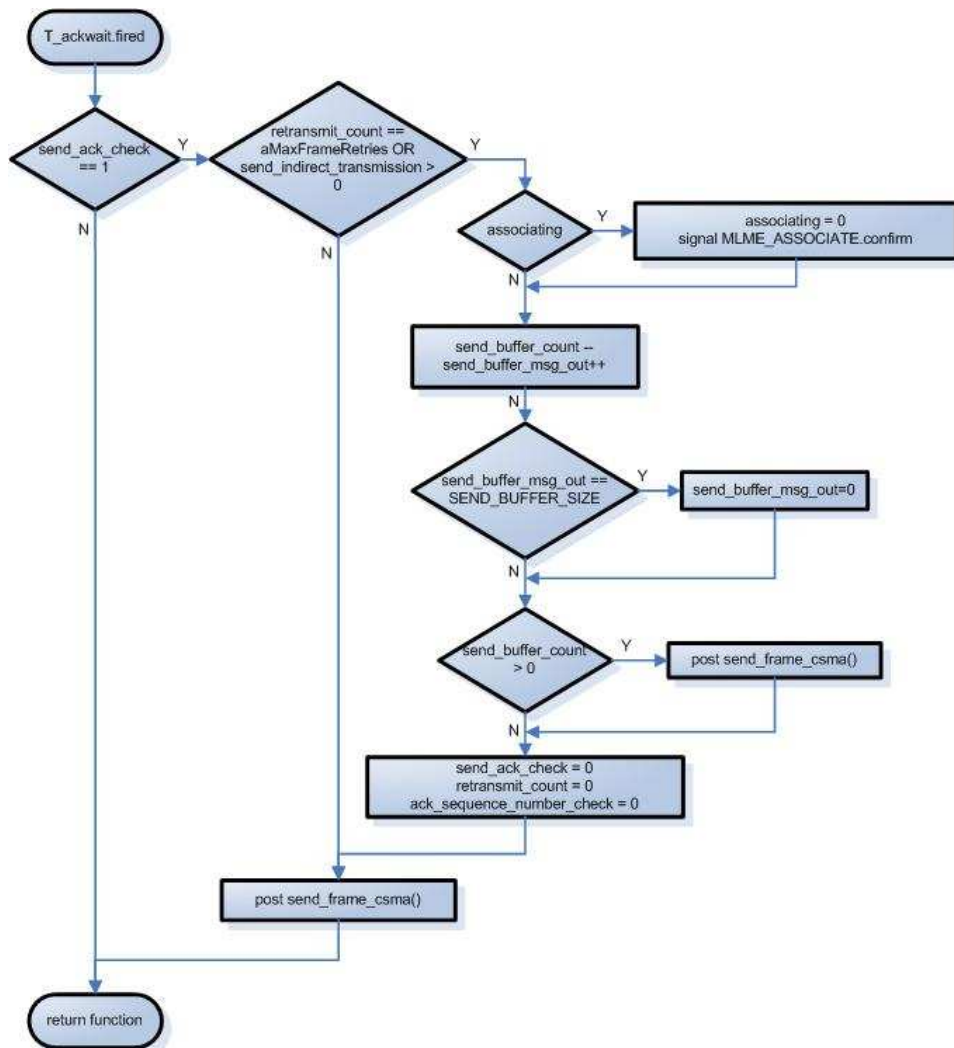 T_ackwait.fired
send_ack_check
== 1
Y
N
retransmit_count ==
aMaxFrameRetries OR
send_indirect_transmission >
0
Y
N
associating
Y
N
associating = 0
signal MLME_ASSOCIATE.confirm
send_buffer_count --
send_buffer_msg_out++
N
send_buffer_msg_out ==
SEND_BUFFER_SIZE
Y
N
send_buffer_msg_out=0
send_buffer_count
> 0
Y
N
post send_frame_csma()
send_ack_check = 0
retransmit_count = 0
ack_sequence_number_check = 0
post send_frame_csma()
return function